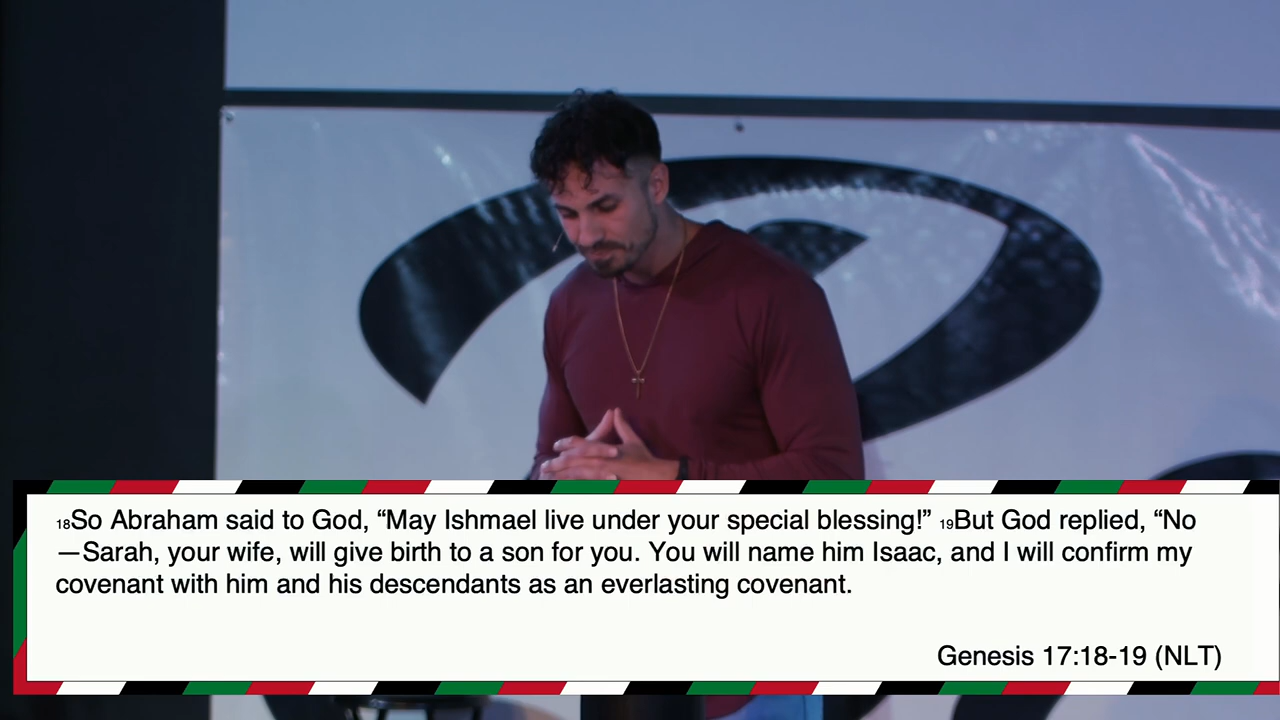 18So Abraham said to God, “May Ishmael live under your special blessing!” 19But God replied, “No
—Sarah, your wife, will give birth to a son for you. You will name him Isaac, and I will confirm my
covenant with him and his descendants as an everlasting covenant.
Genesis 17:18-19 (NLT)